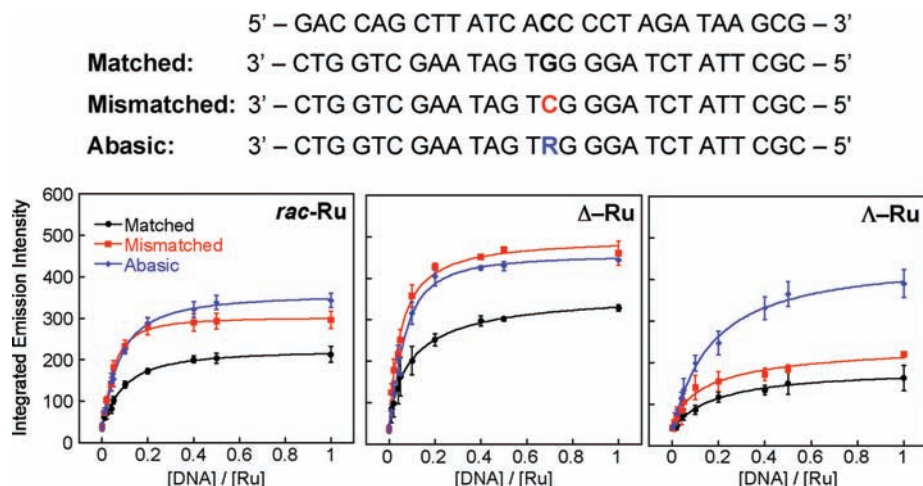 5' – GAC CAG CTT ATC ACC CCT AGA TAA GCG – 3'
Matched: 3' – CTG GTC GAA TAG TGG GGA TCT ATT CGC – 5'
Mismatched: 3' – CTG GTC GAA TAG TCG GGA TCT ATT CGC – 5'
Abasic: 3' – CTG GTC GAA TAG TRG GGA TCT ATT CGC – 5'
rac-Ru
Δ–Ru
Λ–Ru
Matched
Mismatched
Abasic
Integrated Emission Intensity
600
500
400
300
200
100
0
0 0.2 0.4 0.6 0.8 1
0 0.2 0.4 0.6 0.8 1
0 0.2 0.4 0.6 0.8 1
[DNA] / [Ru]
[DNA] / [Ru]
[DNA] / [Ru]